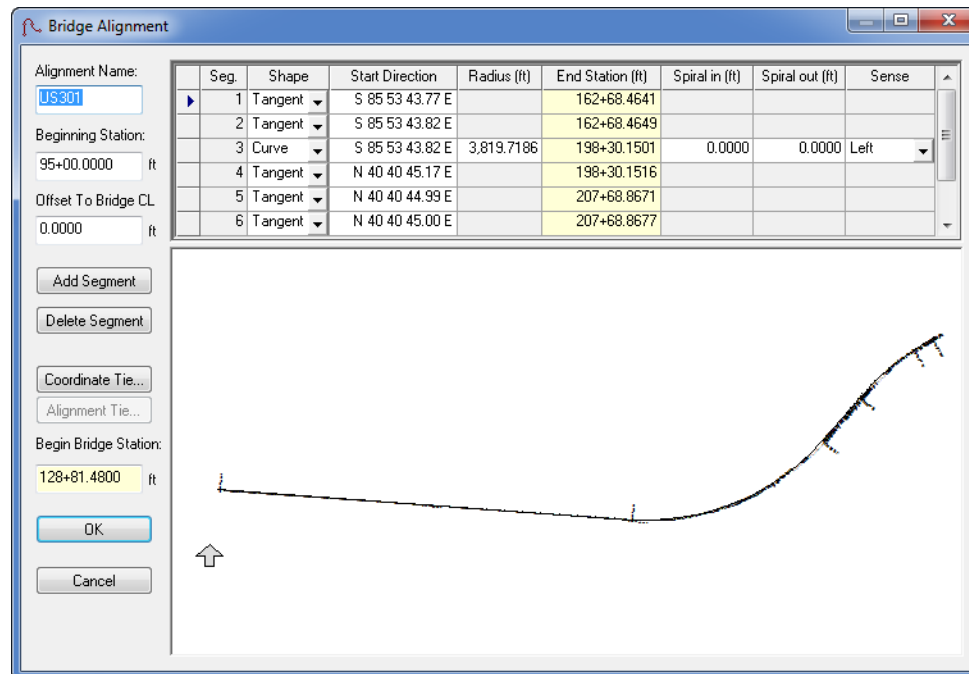 Bridge Alignment
Alignment Name:
US301
Beginning Station:
95+00.0000 ft
Offset To Bridge CL
0.0000 ft
Add Segment
Delete Segment
Coordinate Tie...
Alignment Tie...
Begin Bridge Station:
128+81.4800 ft
OK
Cancel
Seg. Shape Start Direction Radius (ft) End Station (ft) Spiral in (ft) Spiral out (ft) Sense
1 Tangent S 85 53 43.77 E 162+68.4641
2 Tangent S 85 53 43.82 E 162+68.4649
3 Curve S 85 53 43.82 E 3,819.7186 198+30.1501 0.0000 0.0000 Left
4 Tangent N 40 40 45.17 E 198+30.1516
5 Tangent N 40 40 44.99 E 207+68.8671
6 Tangent N 40 40 45.00 E 207+68.8677